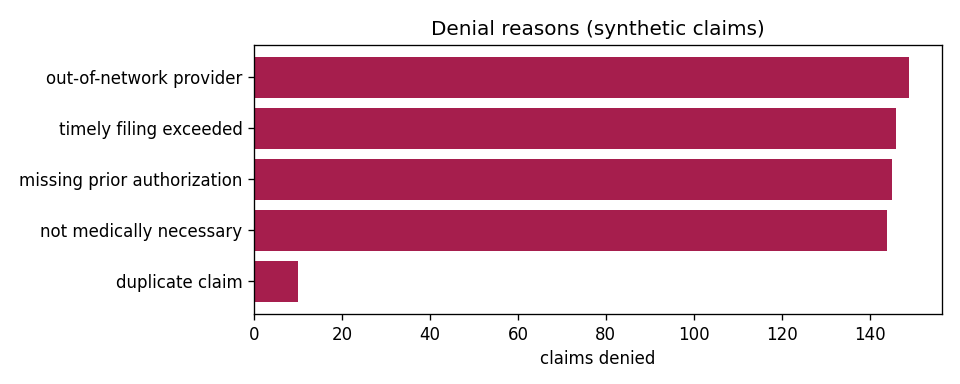 Denial reasons (synthetic claims)
out-of-network provider
timely filing exceeded
missing prior authorization
not medically necessary
duplicate claim
0 20 40 60 80 100 120 140
claims denied